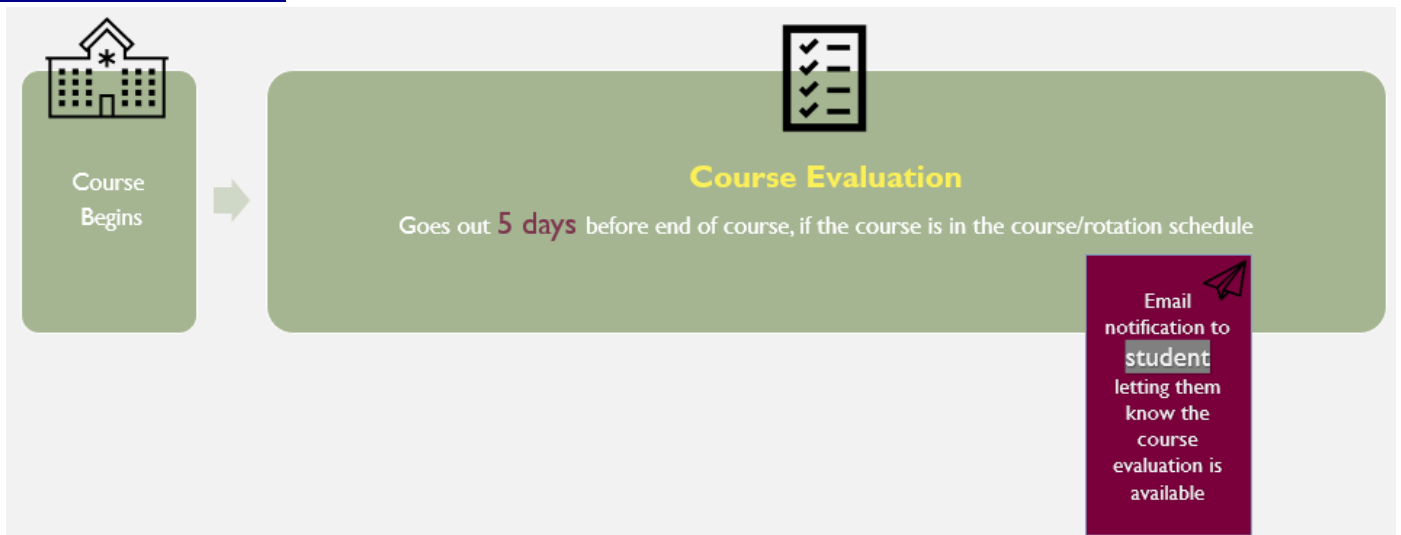 Course
Begins
Course Evaluation
Goes out 5 days before end of course, if the course is in the course/rotation schedule
Email
notification to
student
letting them
know the
course
evaluation is
available